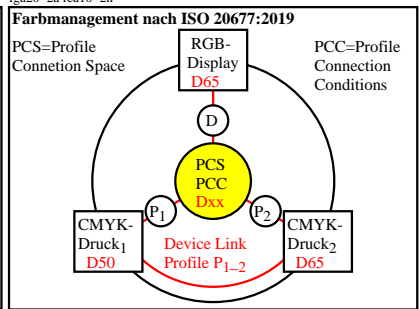 Farbmanagement nach ISO 20677:2019
PCS=Profile
Connetion Space
RGB-
Display
D65
PCC=Profile
Connection
Conditions
D
PCS
PCC
Dxx
P1
P2
CMYK-
Druck1
D50
Device Link
Profile P1–2
CMYK-
Druck2
D65